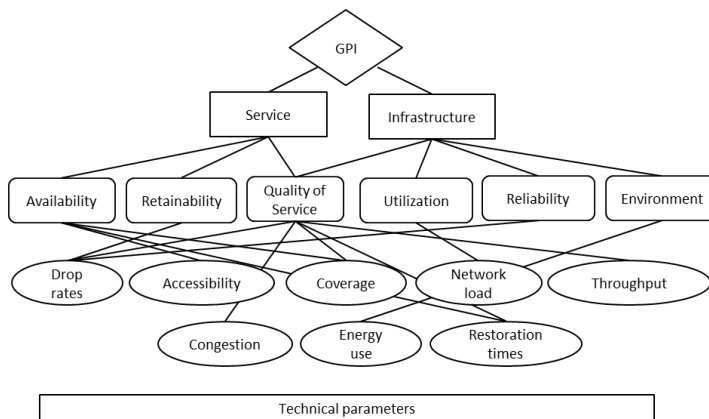 GPI
Service
Infrastructure
Availability
Retainability
Quality of
Service
Utilization
Reliability
Environment
Drop
rates
Accessibility
Coverage
Network
load
Throughput
Congestion
Energy
use
Restoration
times
Technical parameters